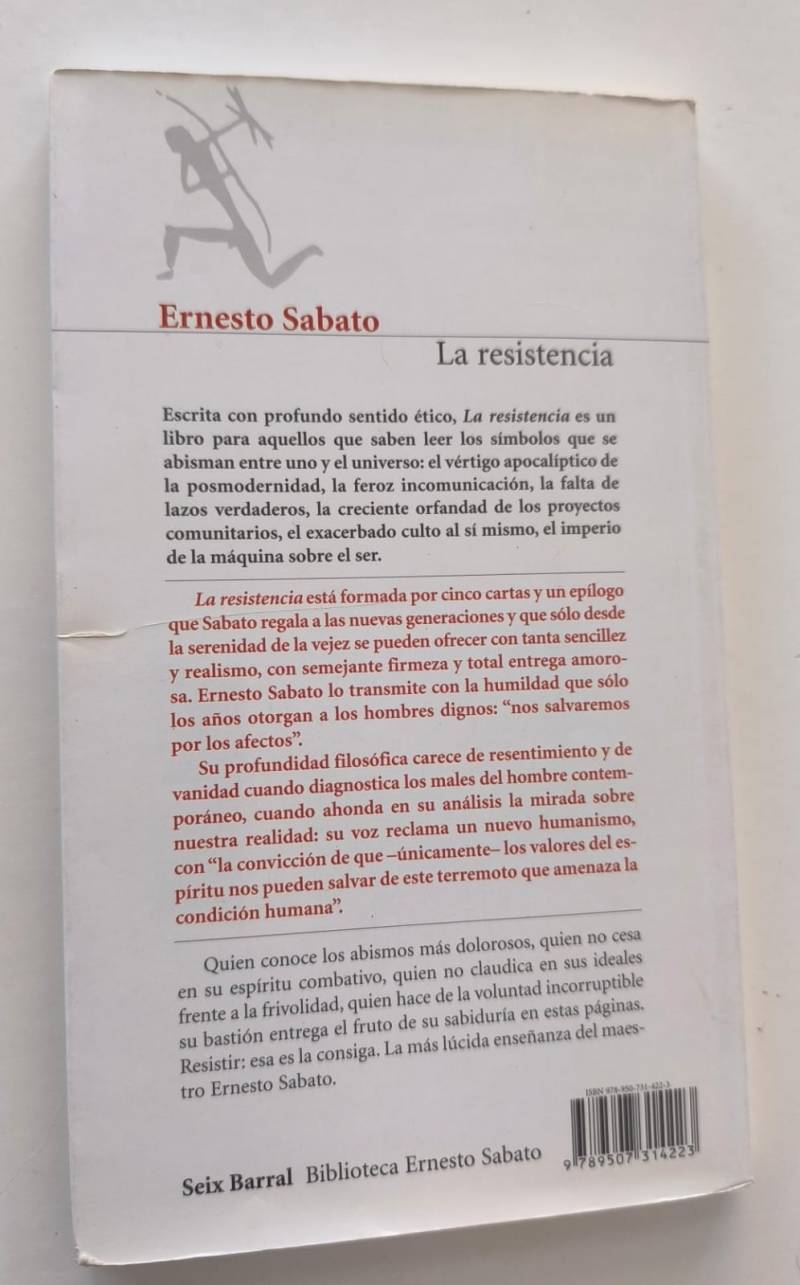 Ernesto Sabato
La resistencia
Escrita con profundo sentido ético, La resistencia es un
libro para aquellos que saben leer los símbolos que se
abisman entre uno y el universo: el vértigo apocalíptico de
la posmodernidad, la feroz incomunicación, la falta de
lazos verdaderos, la creciente orfandad de los proyectos
comunitarios, el exacerbado culto al sí mismo, el imperio
de la máquina sobre el ser.
La resistencia está formada por cinco cartas y un epílogo
que Sabato regala a las nuevas generaciones y que sólo desde
la serenidad de la vejez se pueden ofrecer con tanta sencillez
y realismo, con semejante firmeza y total entrega amoro-
sa. Ernesto Sabato lo transmite con la humildad que sólo
los años otorgan a los hombres dignos: “nos salvaremos
por los afectos”.
Su profundidad filosófica carece de resentimiento y de
vanidad cuando diagnostica los males del hombre contem-
poráneo, cuando ahonda en su análisis la mirada sobre
nuestra realidad: su voz reclama un nuevo humanismo,
con “la convicción de que –únicamente– los valores del es-
píritu nos pueden salvar de este terremoto que amenaza la
condición humana”.
Quien conoce los abismos más dolorosos, quien no cesa
en su espíritu combativo, quien no claudica en sus ideales
frente a la frivolidad, quien hace de la voluntad incorruptible
su bastión entrega el fruto de su sabiduría en estas páginas.
Resistir: esa es la consiga. La más lúcida enseñanza del maes-
tro Ernesto Sabato.
ISBN 978-950-731-422-3
9 789507 314223
Seix Barral Biblioteca Ernesto Sabato